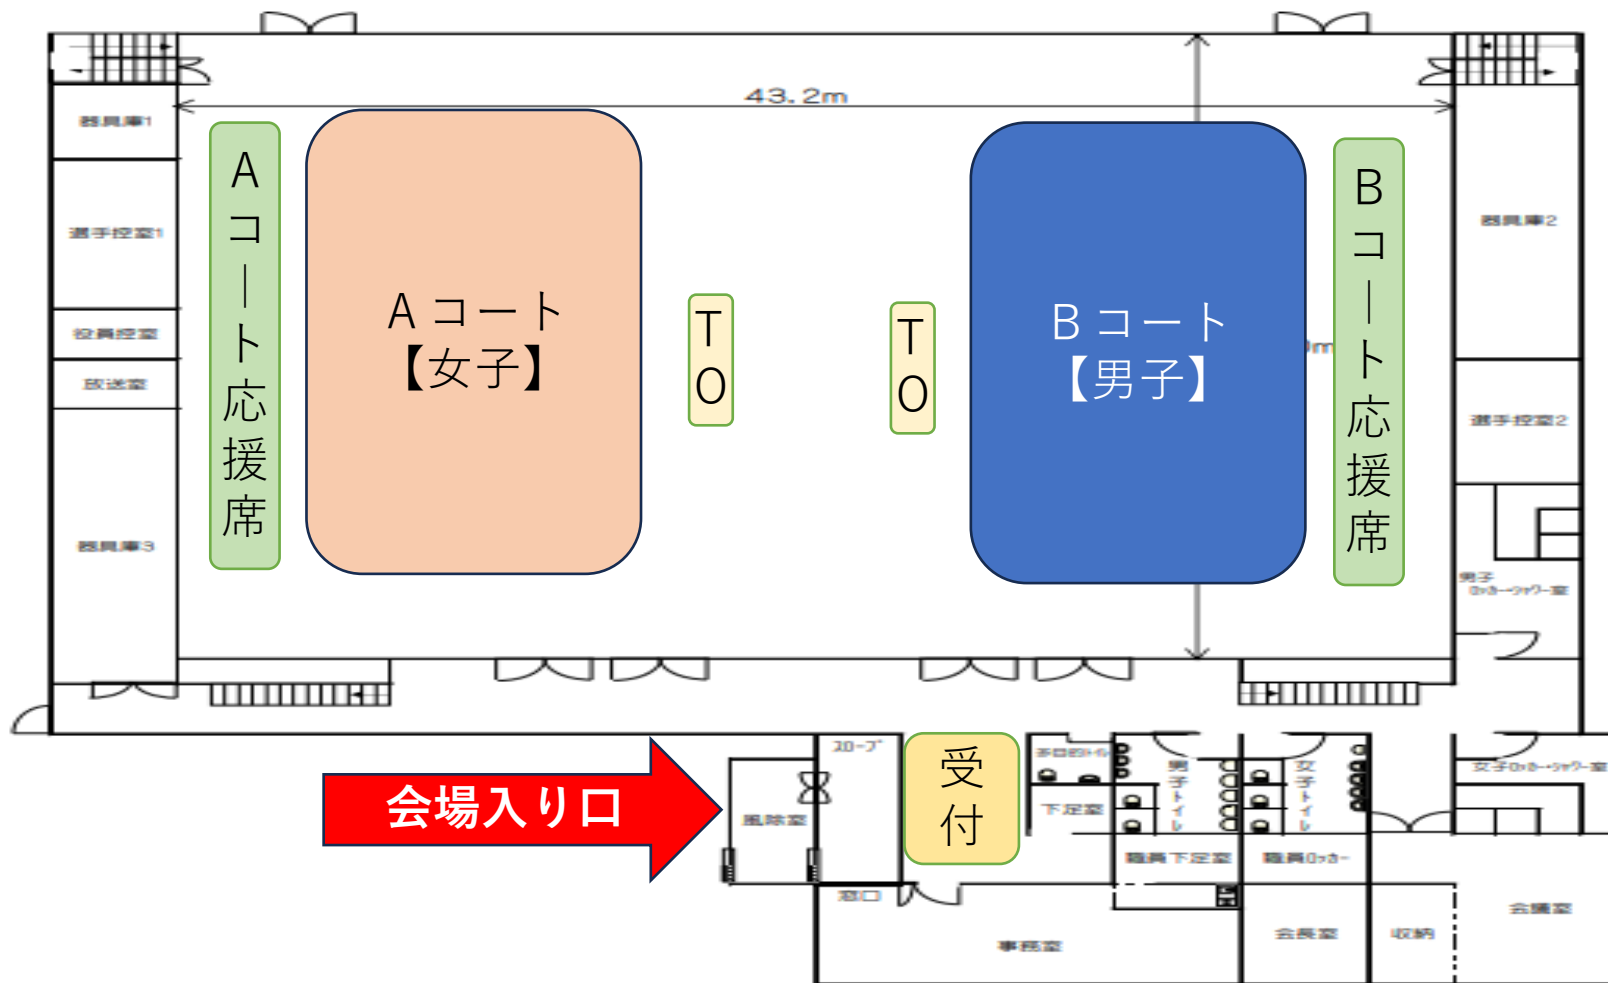 43.2m
器具庫1
選手控室1
役員控室
放送室
器具庫3
Aコート応援席
Aコート
【女子】
TO
TO
Bコート
【男子】
m
Bコート応援席
器具庫2
選手控室2
男子
ロッカー・シャワー室
会場入り口
スロープ
風除室
受付
多目的トイレ
下足室
男子トイレ
女子トイレ
女子ロッカー・シャワー室
職員下足室
職員ロッカー
窓口
事務室
会長室
収納
会議室